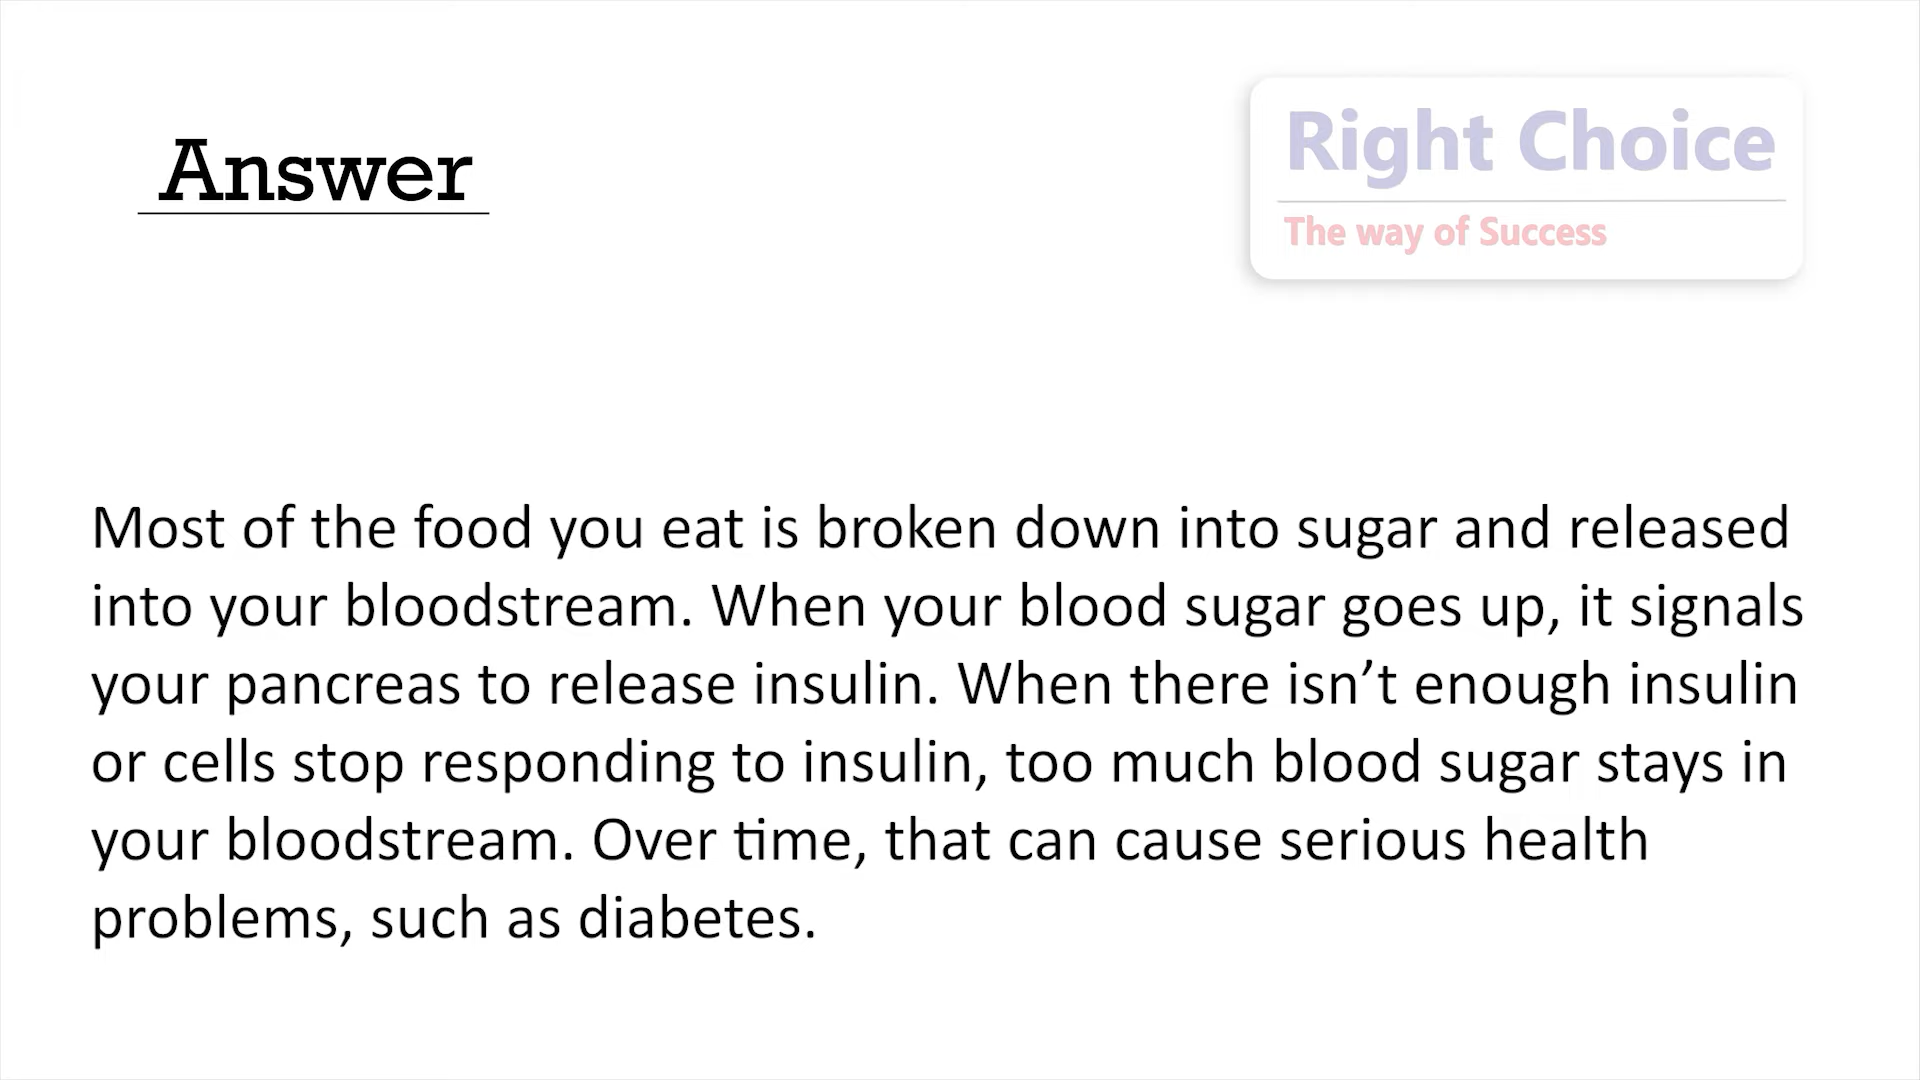 Answer
Right Choice
The way of Success
Most of the food you eat is broken down into sugar and released
into your bloodstream. When your blood sugar goes up, it signals
your pancreas to release insulin. When there isn’t enough insulin
or cells stop responding to insulin, too much blood sugar stays in
your bloodstream. Over time, that can cause serious health
problems, such as diabetes.